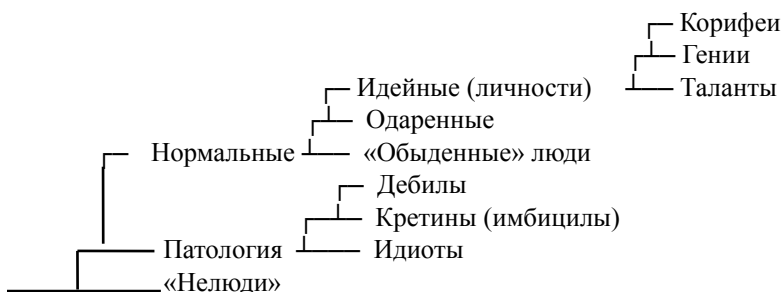 Корифеи
Гении
Идейные (личности) Таланты
Одаренные
Нормальные «Обыденные» люди
Дебилы
Кретины (имбицилы)
Патология Идиоты
«Нелюди»